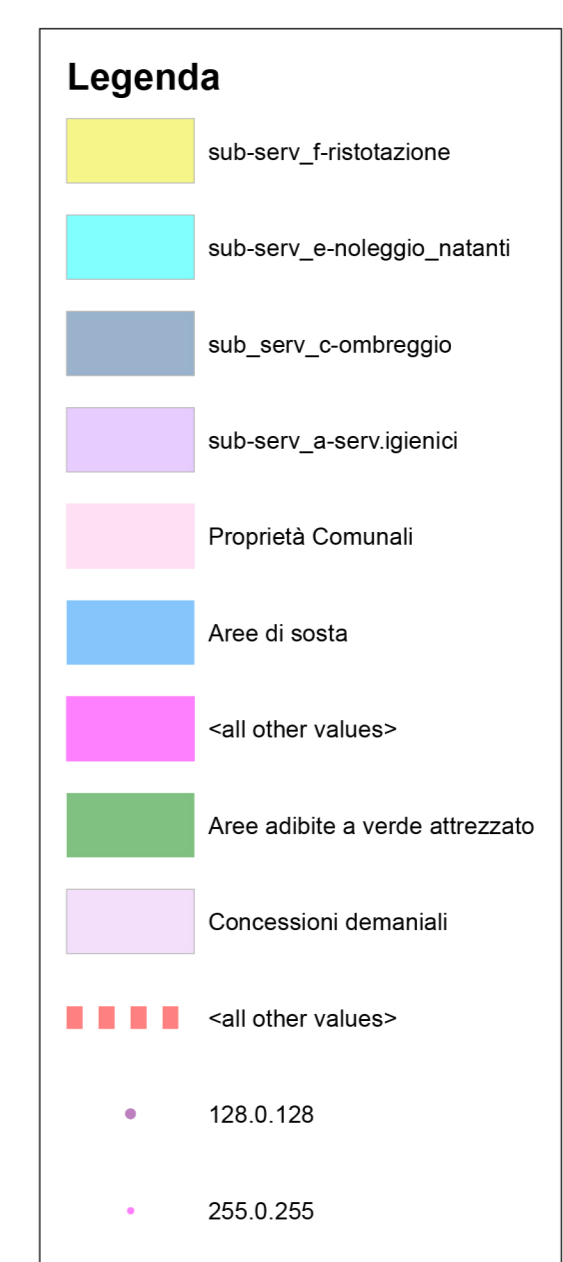 Legenda
sub-serv_f-ristotazione
sub-serv_e-noleggio_natanti
sub_serv_c-ombreggio
sub-serv_a-serv.igienici
Proprietà Comunali
Aree di sosta
<all other values>
Aree adibite a verde attrezzato
Concessioni demaniali
<all other values>
128.0.128
255.0.255